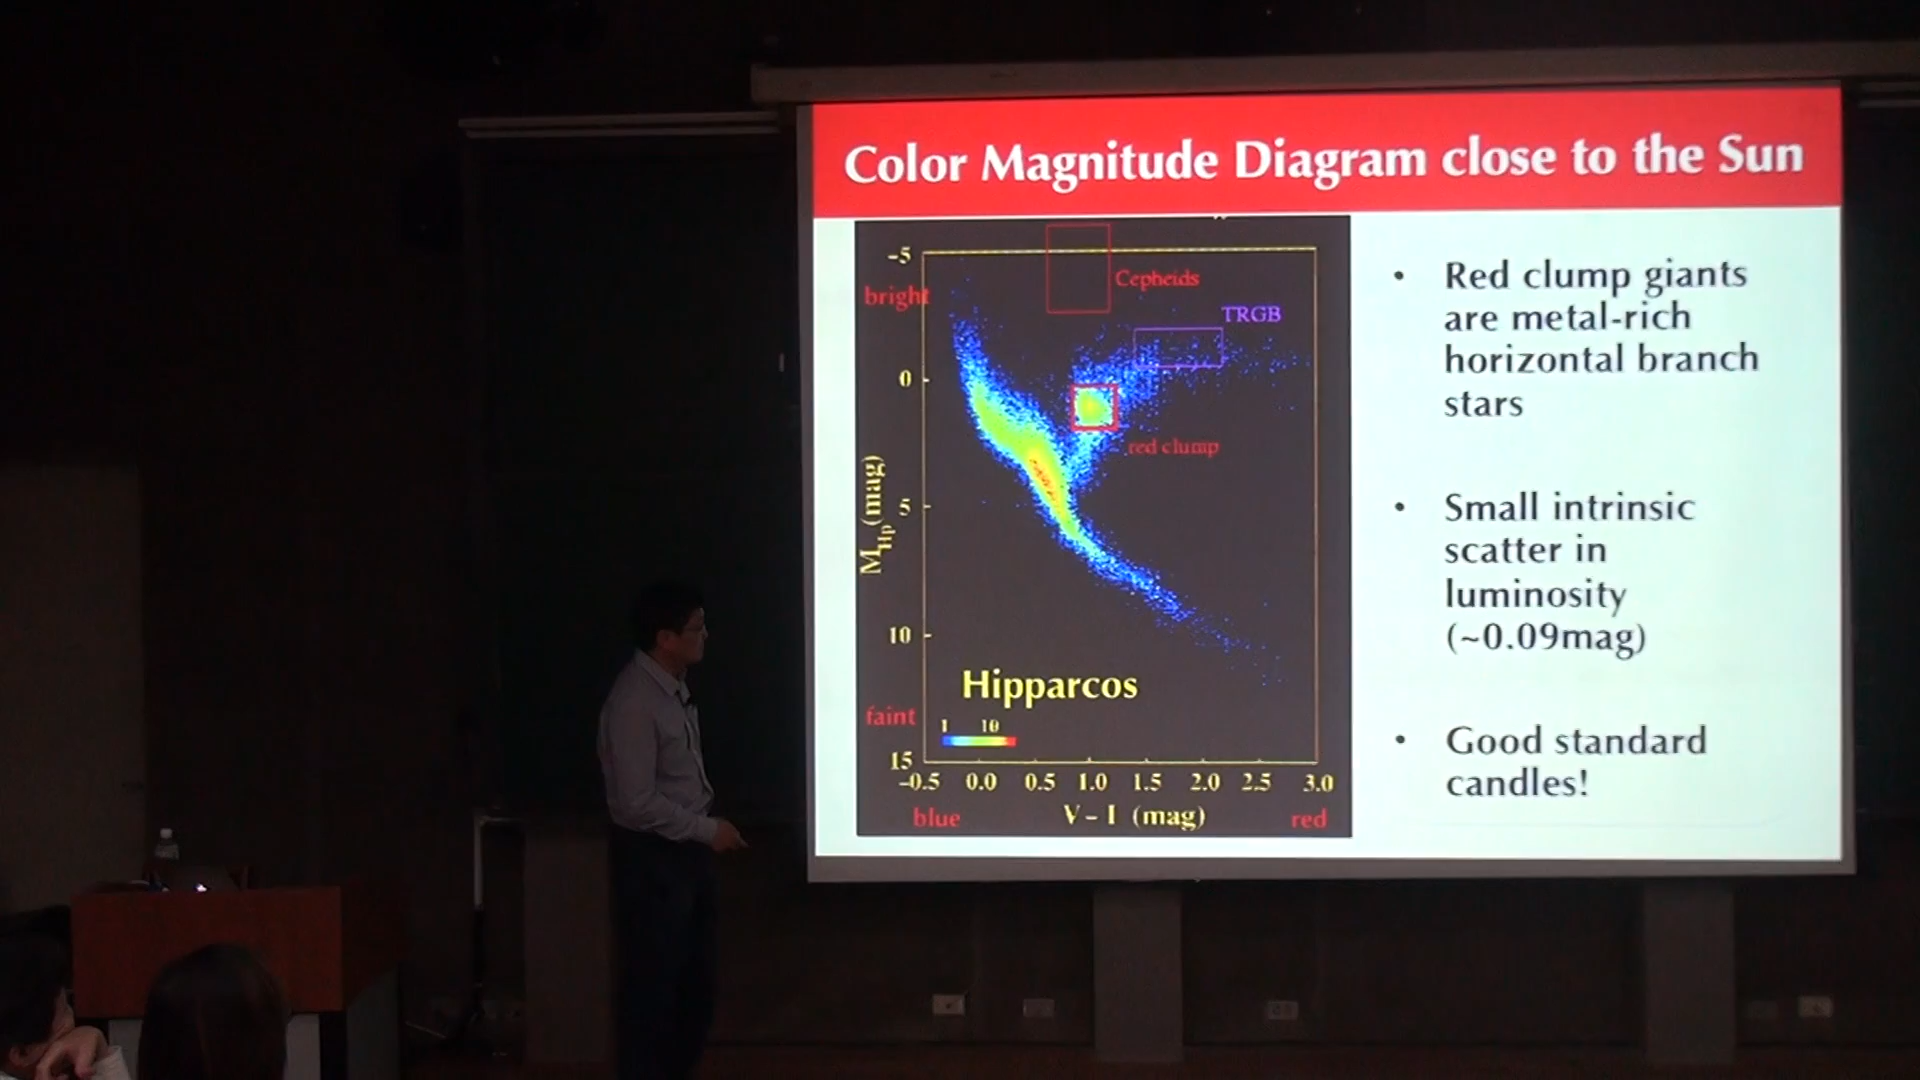 Color Magnitude Diagram close to the Sun
-5
Cepheids
bright
TRGB
0
red clump
M_Hp (mag)
5
10
Hipparcos
faint
1 10
15
-0.5 0.0 0.5 1.0 1.5 2.0 2.5 3.0
blue
V - I (mag)
red
• Red clump giants
are metal-rich
horizontal branch
stars
• Small intrinsic
scatter in
luminosity
(~0.09mag)
• Good standard
candles!